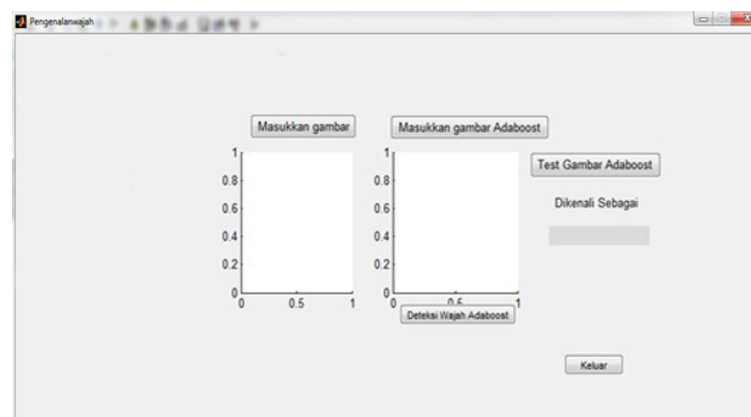 Pengenalanwajah
Masukkan gambar
Masukkan gambar Adaboost
Test Gambar Adaboost
Dikenali Sebagai
1
0.8
0.6
0.4
0.2
0
0 0.5 1
1
0.8
0.6
0.4
0.2
0
0 0.5 1
Deteksi Wajah Adaboost
Keluar